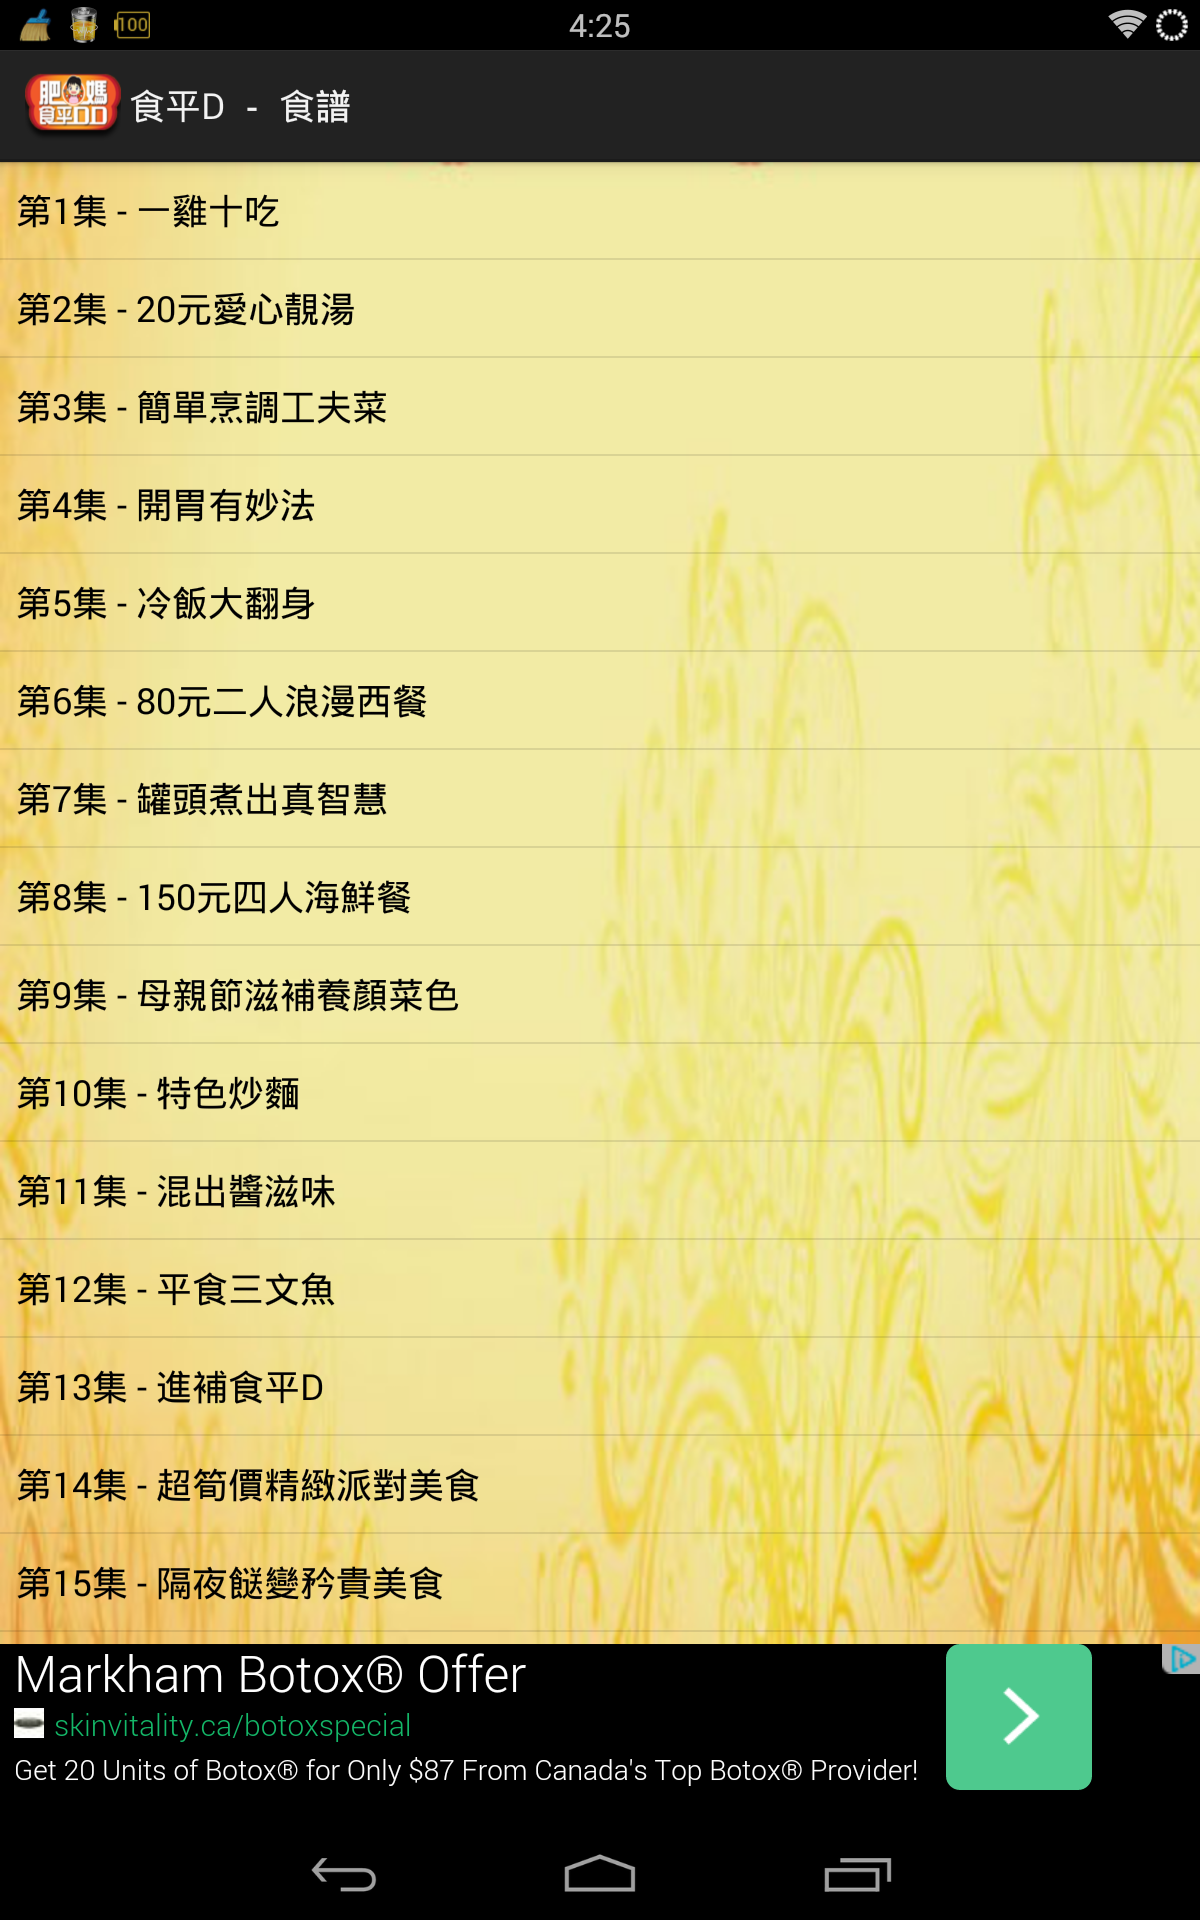 100
4:25
肥媽
食平DD
食平D - 食譜
第1集 - 一雞十吃
第2集 - 20元愛心靚湯
第3集 - 簡單烹調工夫菜
第4集 - 開胃有妙法
第5集 - 冷飯大翻身
第6集 - 80元二人浪漫西餐
第7集 - 罐頭煮出真智慧
第8集 - 150元四人海鮮餐
第9集 - 母親節滋補養顏菜色
第10集 - 特色炒麵
第11集 - 混出醬滋味
第12集 - 平食三文魚
第13集 - 進補食平D
第14集 - 超筍價精緻派對美食
第15集 - 隔夜餸變矜貴美食
Markham Botox® Offer
skinvitality.ca/botoxspecial
Get 20 Units of Botox® for Only $87 From Canada's Top Botox® Provider!